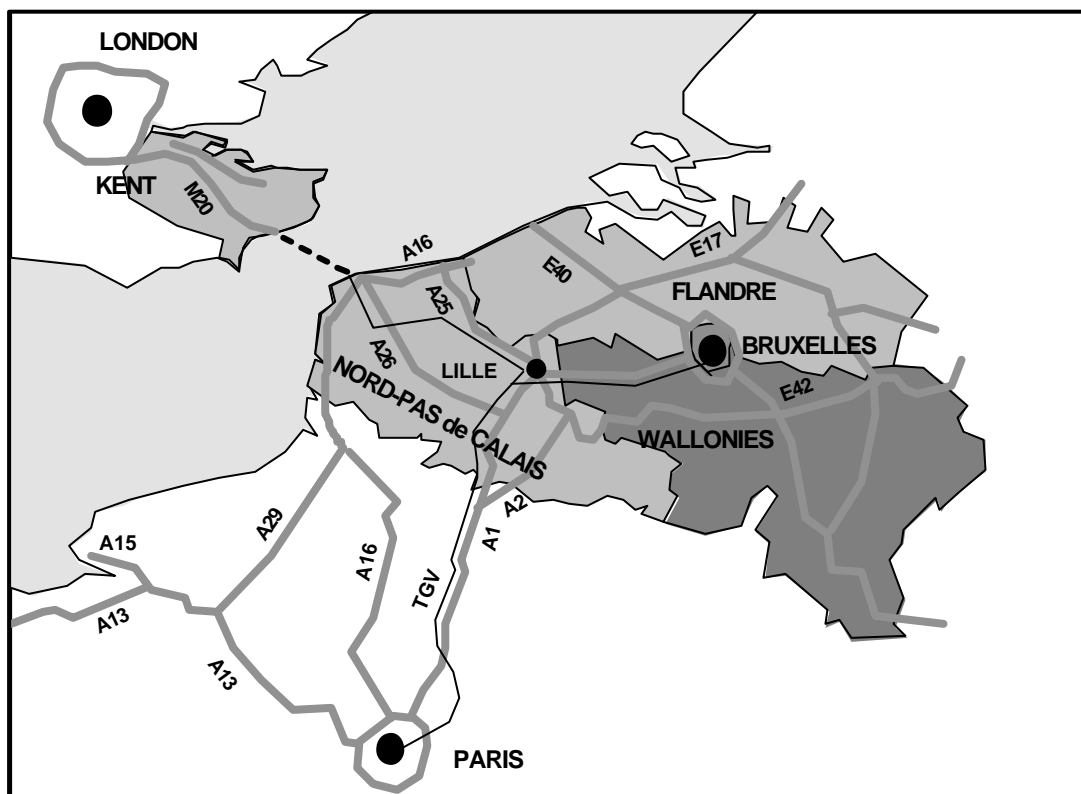 LONDON
KENT
M20
A16
E17
E40
A25
FLANDRE
BRUXELLES
A26
LILLE
E42
NORD-PAS de CALAIS
WALLONIES
A2
A1
A29
A15
A16
TGV
A13
A13
PARIS